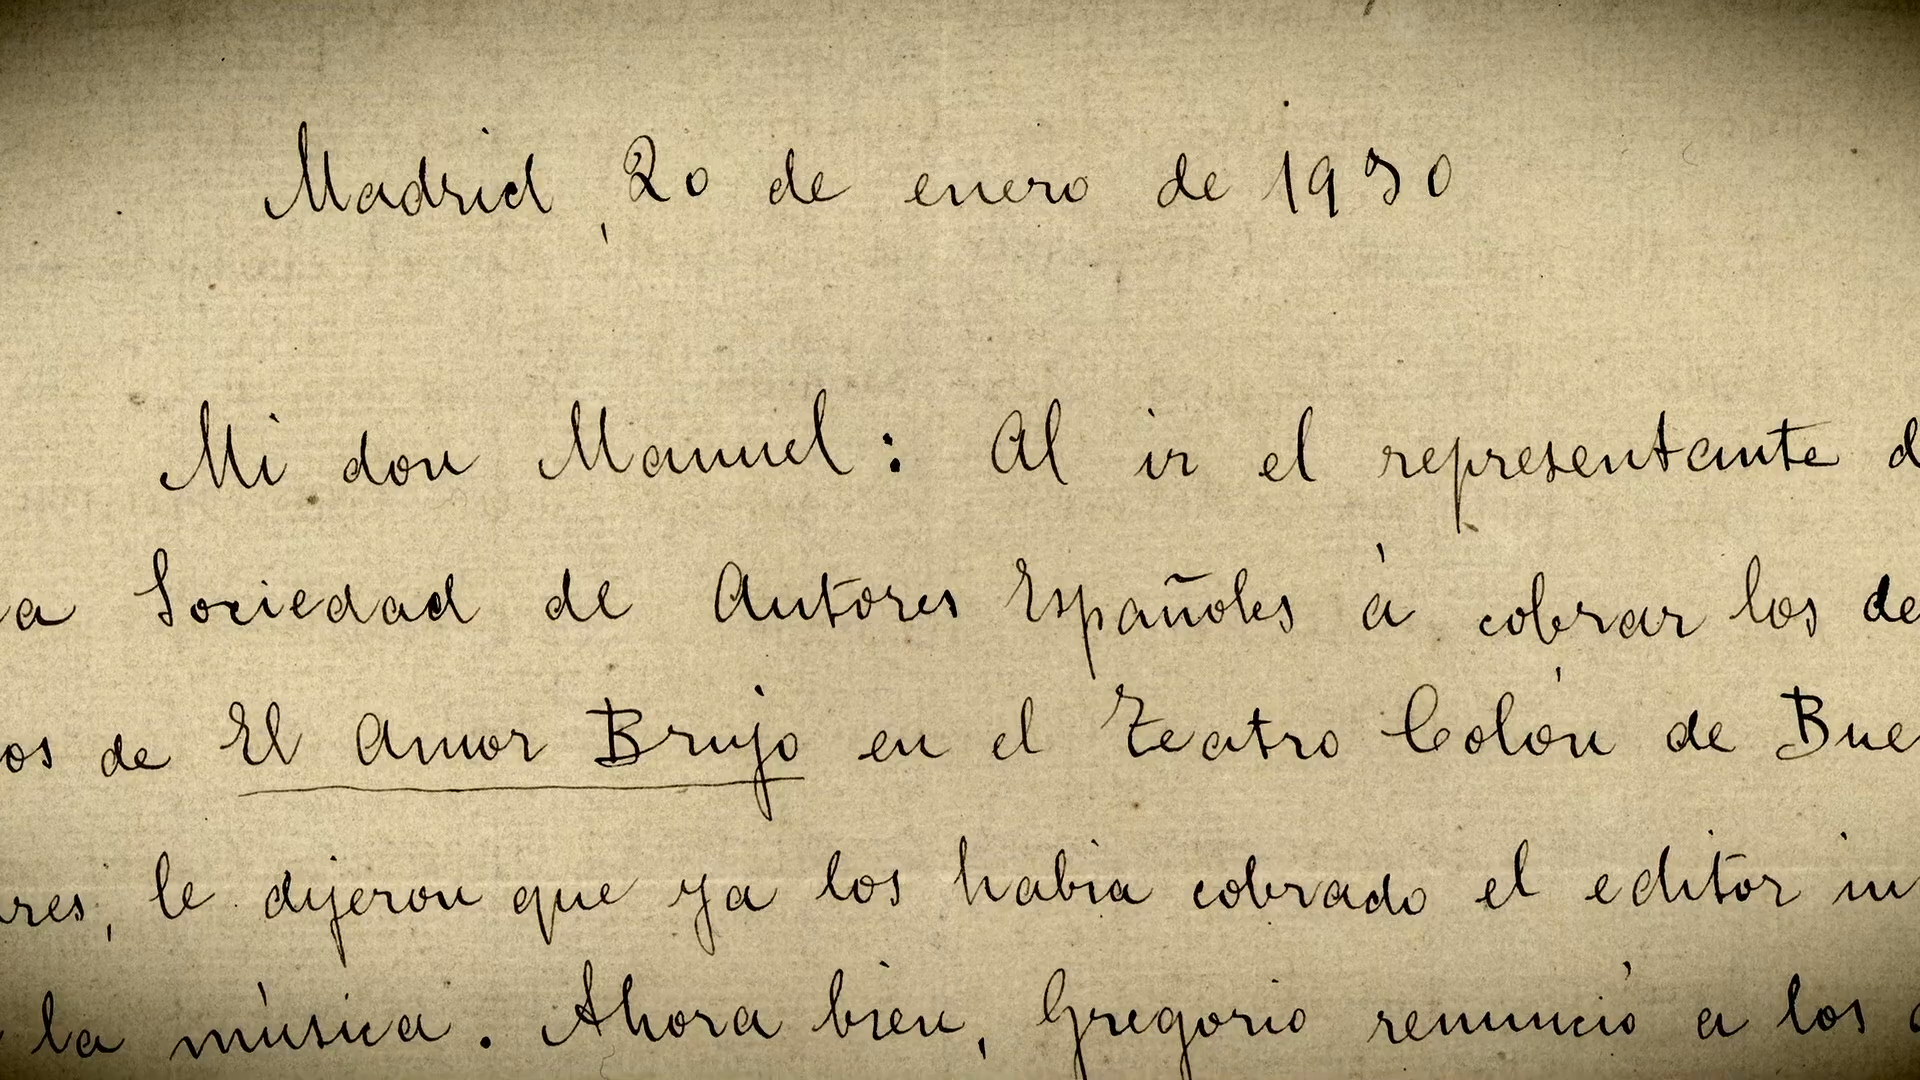 Madrid, 20 de enero de 1930
Mi don Manuel: Al ir el representante d
a Sociedad de Autores Españoles á cobrar los de
os de El Amor Brujo en el Teatro Colón de Bue
res, le dijeron que ya los habia cobrado el editor in
la música. Ahora bien, Gregorio renunció a los